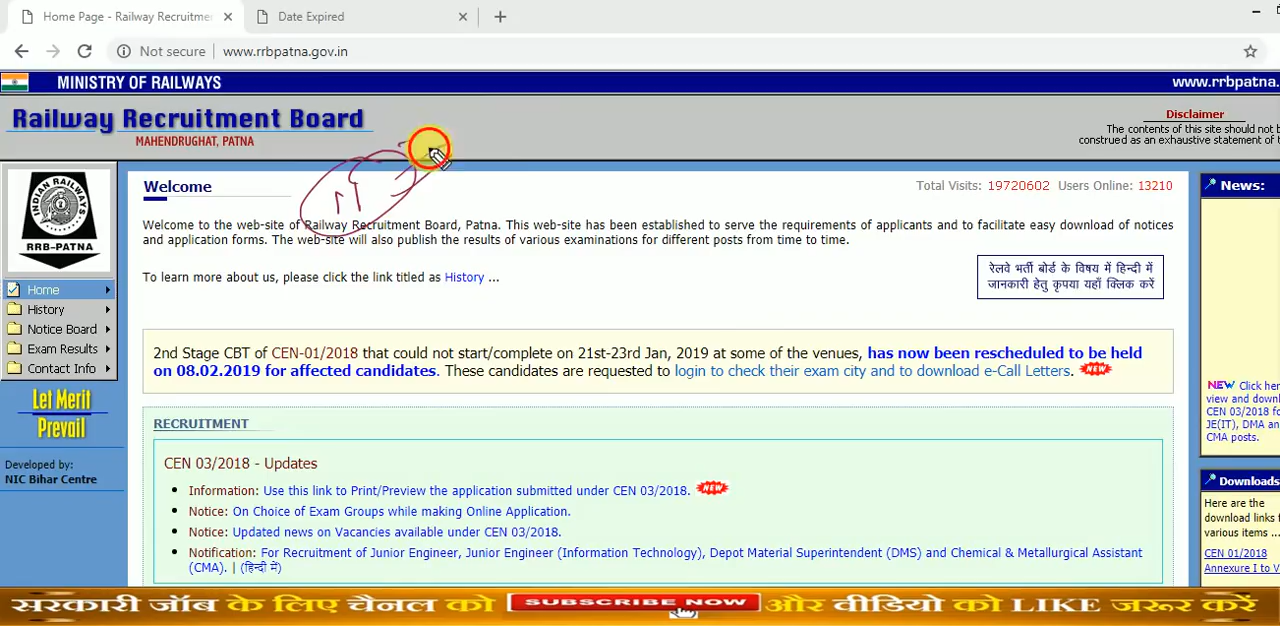 Home Page - Railway Recruitme
Date Expired
Not secure
www.rrbpatna.gov.in
MINISTRY OF RAILWAYS
www.rrbpatna.
Railway Recruitment Board
MAHENDRUGHAT, PATNA
Disclaimer
The contents of this site should not b
construed as an exhaustive statement of t
INDIAN RAILWAYS
RRB-PATNA
Home
History
Notice Board
Exam Results
Contact Info
Let Merit
Prevail
Developed by:
NIC Bihar Centre
Welcome
Total Visits: 19720602 Users Online: 13210
Welcome to the web-site of Railway Recruitment Board, Patna. This web-site has been established to serve the requirements of applicants and to facilitate easy download of notices
and application forms. The web-site will also publish the results of various examinations for different posts from time to time.
To learn more about us, please click the link titled as History ...
रेलवे भर्ती बोर्ड के विषय में हिन्दी में
जानकारी हेतु कृपया यहाँ क्लिक करें
2nd Stage CBT of CEN-01/2018 that could not start/complete on 21st-23rd Jan, 2019 at some of the venues, has now been rescheduled to be held
on 08.02.2019 for affected candidates. These candidates are requested to login to check their exam city and to download e-Call Letters. NEW
RECRUITMENT
CEN 03/2018 - Updates
Information: Use this link to Print/Preview the application submitted under CEN 03/2018. NEW
Notice: On Choice of Exam Groups while making Online Application.
Notice: Updated news on Vacancies available under CEN 03/2018.
Notification: For Recruitment of Junior Engineer, Junior Engineer (Information Technology), Depot Material Superintendent (DMS) and Chemical & Metallurgical Assistant
(CMA). | (हिन्दी में)
News:
NEW Click her
view and downl
CEN 03/2018 fo
JE(IT), DMA an
CMA posts.
Downloads
Here are the
download links f
various items ...
CEN 01/2018
Annexure I to V
सरकारी जॉब के लिए चैनल को SUBSCRIBE NOW और वीडियो को LIKE जरूर करें